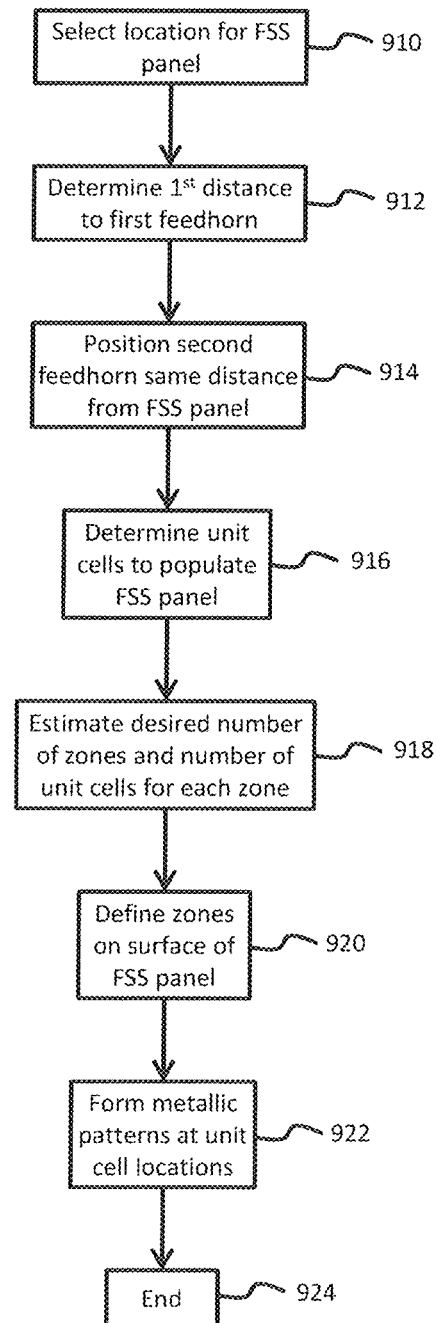 Select location for FSS
panel
910
Determine 1st distance
to first feedhorn
912
Position second
feedhorn same distance
from FSS panel
914
Determine unit
cells to populate
FSS panel
916
Estimate desired number
of zones and number of
unit cells for each zone
918
Define zones
on surface of
FSS panel
920
Form metallic
patterns at unit
cell locations
922
End
924